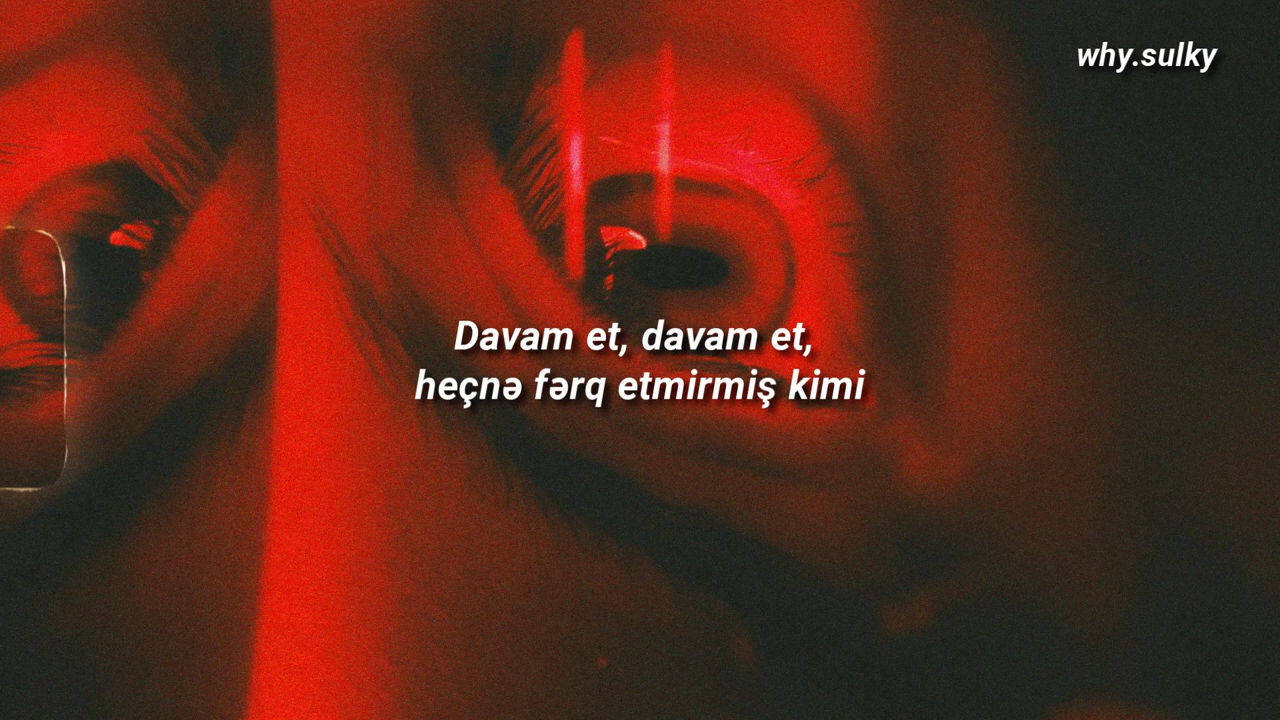 why.sulky
Davam et, davam et,
heçnə fərq etmirmiş kimi